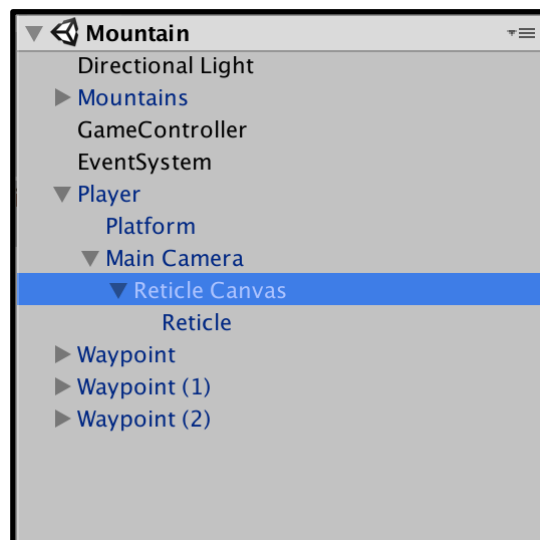 Mountain
Directional Light
Mountains
GameController
EventSystem
Player
Platform
Main Camera
Reticle Canvas
Reticle
Waypoint
Waypoint (1)
Waypoint (2)